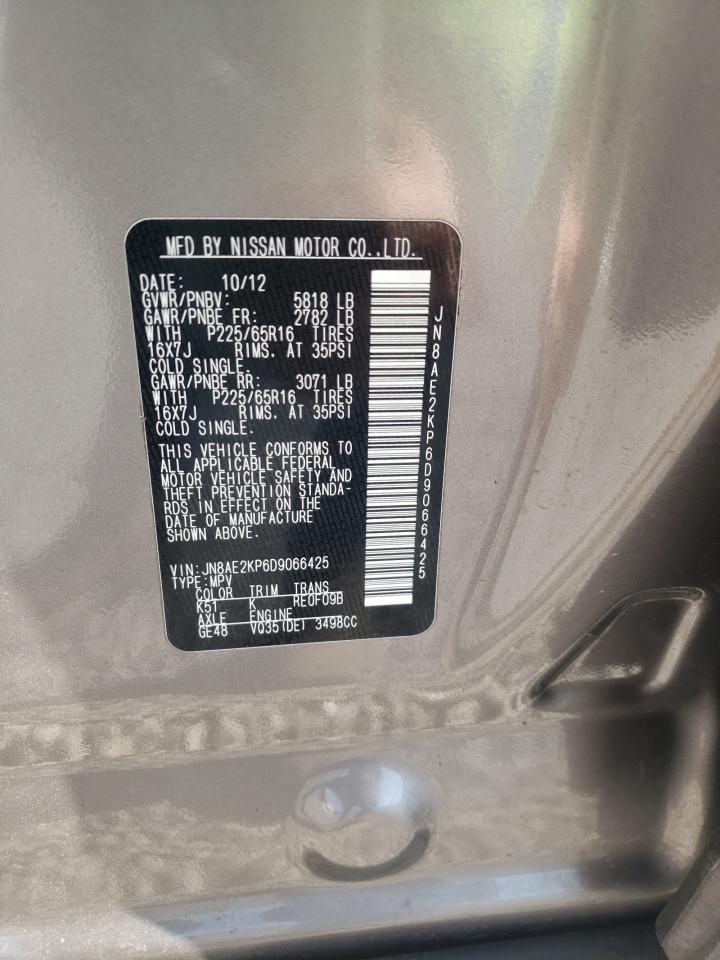 MFD BY NISSAN MOTOR CO.,LTD.
DATE: 10/12
GVWR/PNBV: 5818 LB
GAWR/PNBE FR: 2782 LB
WITH P225/65R16 TIRES
16X7J RIMS. AT 35PSI
COLD SINGLE.
GAWR/PNBE RR: 3071 LB
WITH P225/65R16 TIRES
16X7J RIMS. AT 35PSI
COLD SINGLE.
THIS VEHICLE CONFORMS TO
ALL APPLICABLE FEDERAL
MOTOR VEHICLE SAFETY AND
THEFT PREVENTION STANDA-
RDS IN EFFECT ON THE
DATE OF MANUFACTURE
SHOWN ABOVE.
VIN:JN8AE2KP6D9066425
TYPE:MPV
COLOR TRIM TRANS
K51 K RE0F09B
AXLE ENGINE
GE48 VQ35(DE) 3498CC
JN8AE2KP6D9066425